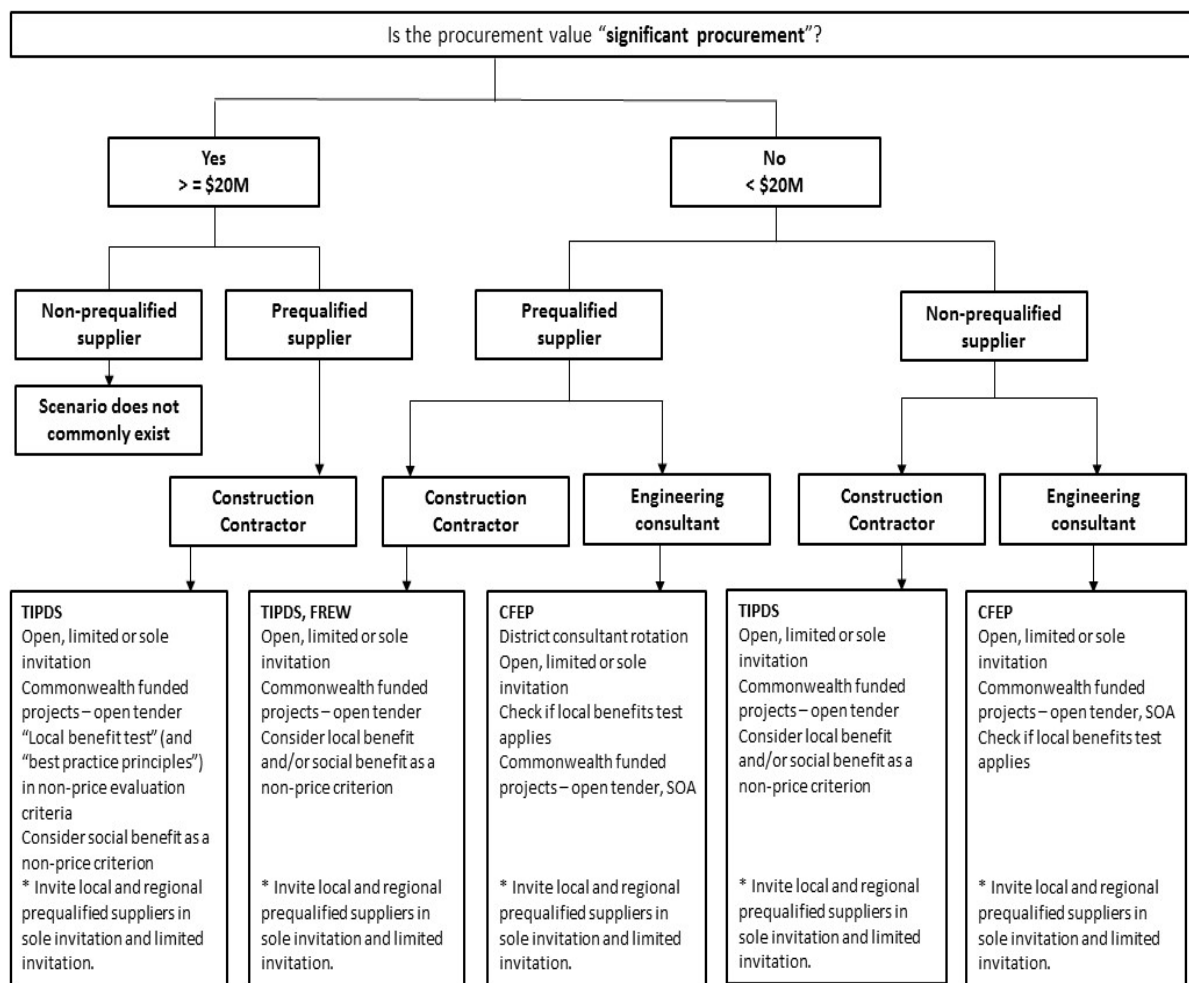 Is the procurement value “significant procurement”?
Yes
> = $20M
No
< $20M
Non-prequalified
supplier
Prequalified
supplier
Prequalified
supplier
Non-prequalified
supplier
Scenario does not
commonly exist
Construction
Contractor
Construction
Contractor
Engineering
consultant
Construction
Contractor
Engineering
consultant
TIPDS
Open, limited or sole
invitation
Commonwealth funded
projects – open tender
“Local benefit test” (and
“best practice principles”)
in non-price evaluation
criteria
Consider social benefit as a
non-price criterion
* Invite local and regional
prequalified suppliers in
sole invitation and limited
invitation.
TIPDS, FREW
Open, limited or sole
invitation
Commonwealth funded
projects – open tender
Consider local benefit
and/or social benefit as a
non-price criterion
* Invite local and regional
prequalified suppliers in
sole invitation and limited
invitation.
CFEP
District consultant rotation
Open, limited or sole
invitation
Check if local benefits test
applies
Commonwealth funded
projects – open tender, SOA
* Invite local and regional
prequalified suppliers in
sole invitation and limited
invitation.
TIPDS
Open, limited or sole
invitation
Commonwealth funded
projects – open tender
Consider local benefit
and/or social benefit as a
non-price criterion
* Invite local and regional
prequalified suppliers in
sole invitation and limited
invitation.
CFEP
Open, limited or sole
invitation
Commonwealth funded
projects – open tender, SOA
Check if local benefits test
applies
* Invite local and regional
prequalified suppliers in
sole invitation and limited
invitation.